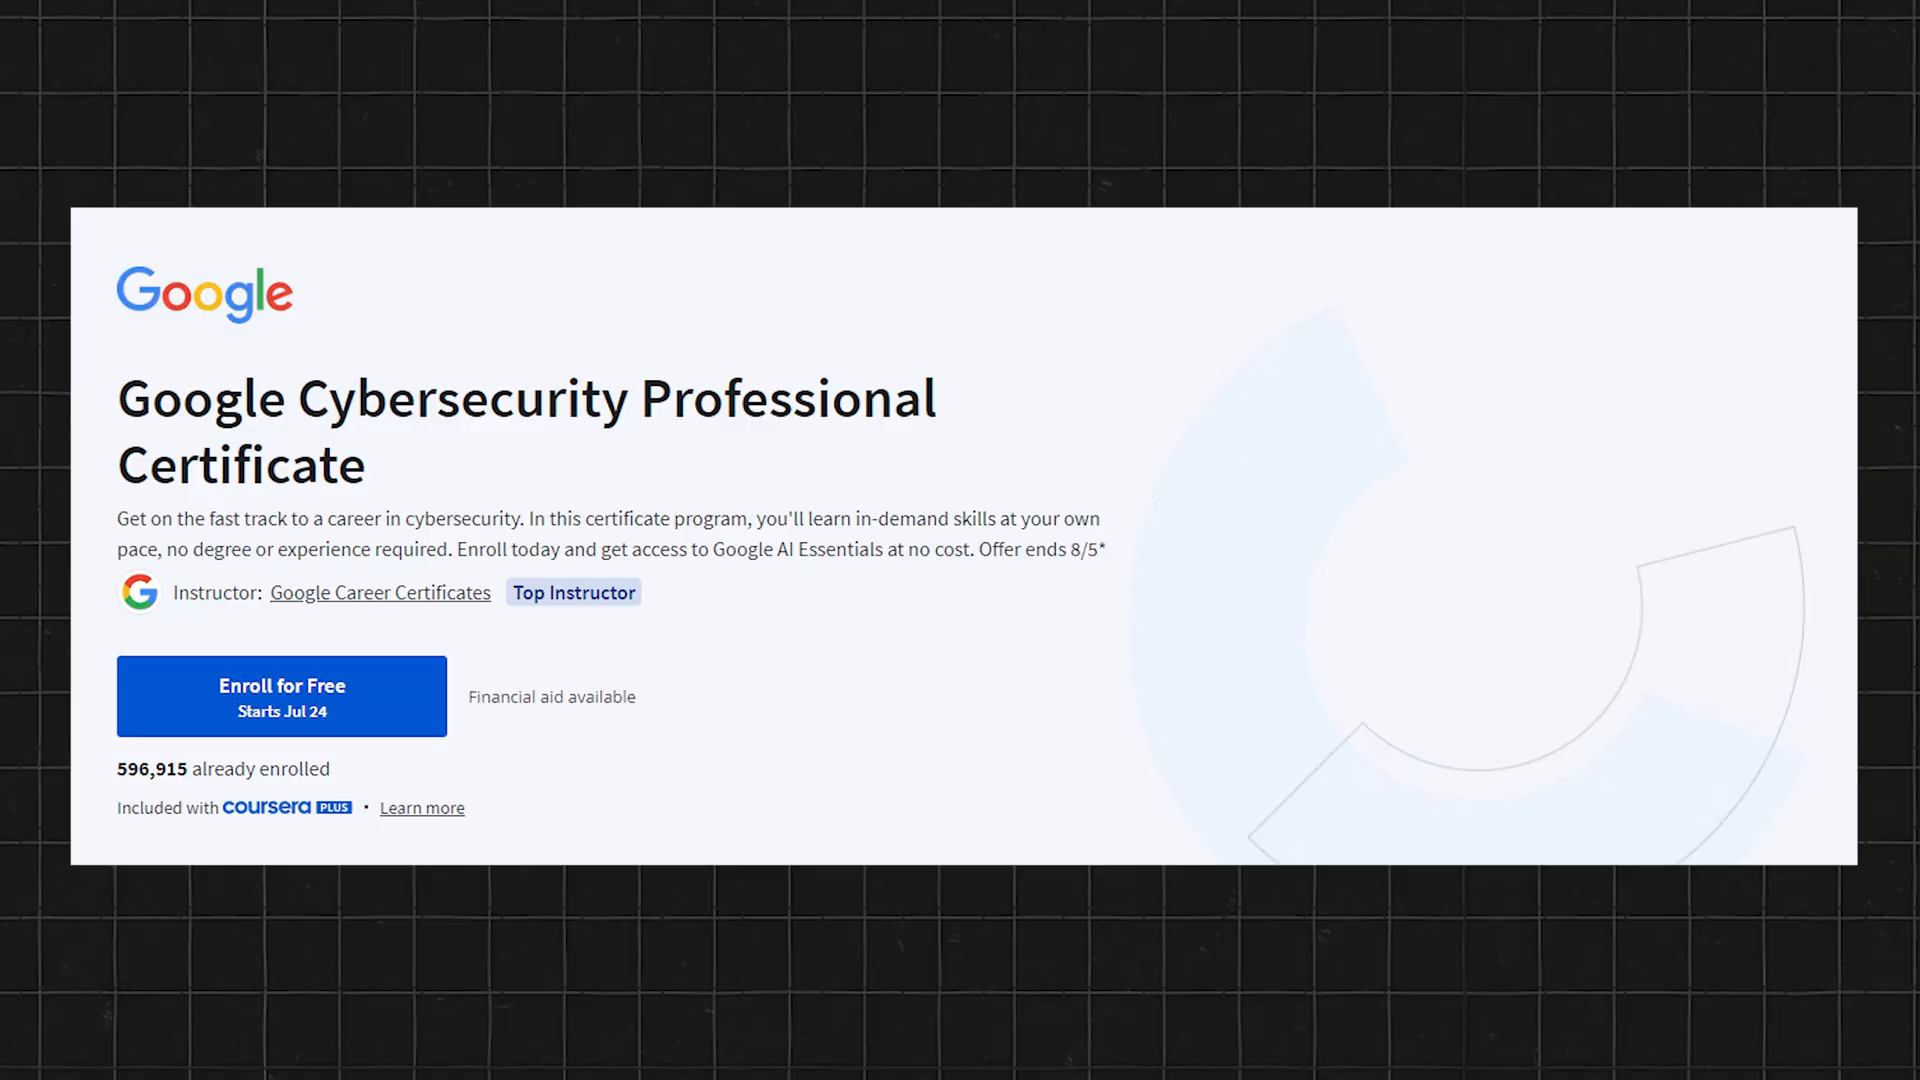 Google
Google Cybersecurity Professional
Certificate
Get on the fast track to a career in cybersecurity. In this certificate program, you'll learn in-demand skills at your own
pace, no degree or experience required. Enroll today and get access to Google AI Essentials at no cost. Offer ends 8/5*
Instructor: Google Career Certificates Top Instructor
Enroll for Free
Starts Jul 24
Financial aid available
596,915 already enrolled
Included with coursera PLUS • Learn more